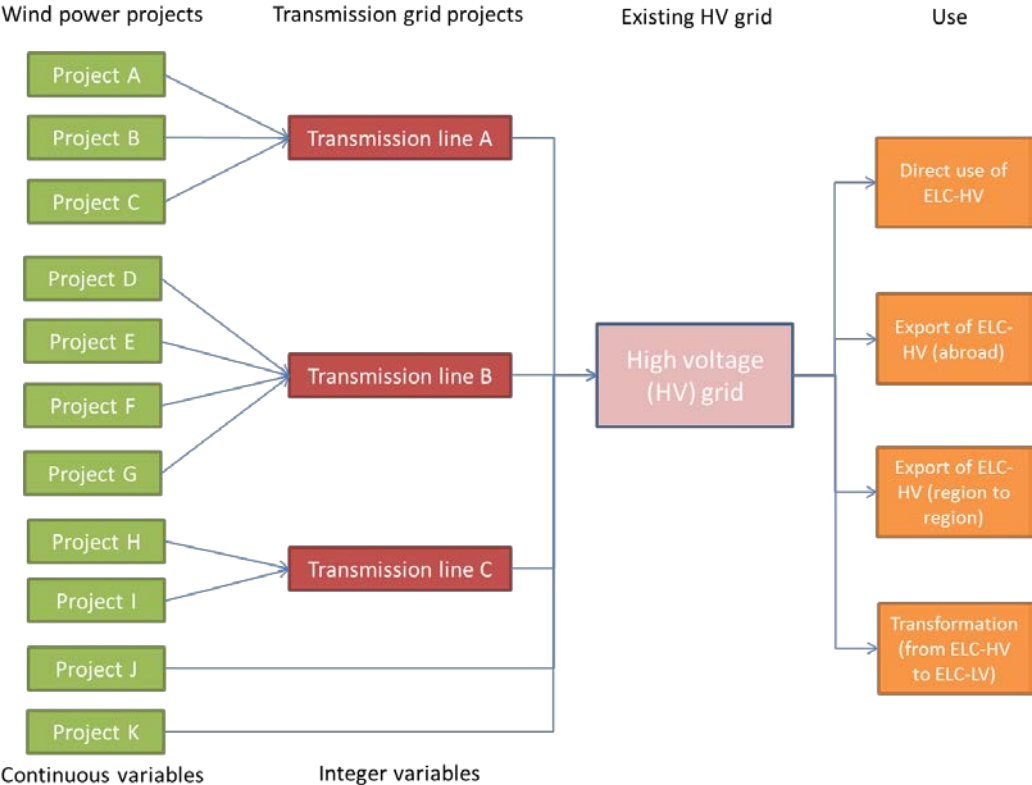 Wind power projects
Transmission grid projects
Existing HV grid
Use
Project A
Project B
Project C
Project D
Project E
Project F
Project G
Project H
Project I
Project J
Project K
Transmission line A
Transmission line B
Transmission line C
High voltage
(HV) grid
Direct use of
ELC-HV
Export of ELC-
HV (abroad)
Export of ELC-
HV (region to
region)
Transformation
(from ELC-HV
to ELC-LV)
Continuous variables
Integer variables